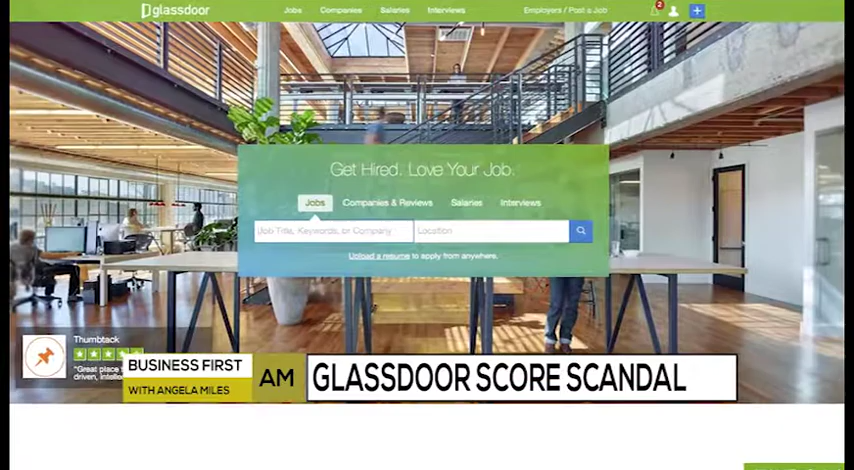 glassdoor Jobs Companies Salaries Interviews Employers / Post a Job 2
Get Hired. Love Your Job.
Jobs Companies & Reviews Salaries Interviews
Job Title, Keywords, or Company Location
Upload a resume to apply from anywhere.
Thumbtack
"Great place
driven,
BUSINESS FIRST
WITH ANGELA MILES
AM
GLASSDOOR SCORE SCANDAL